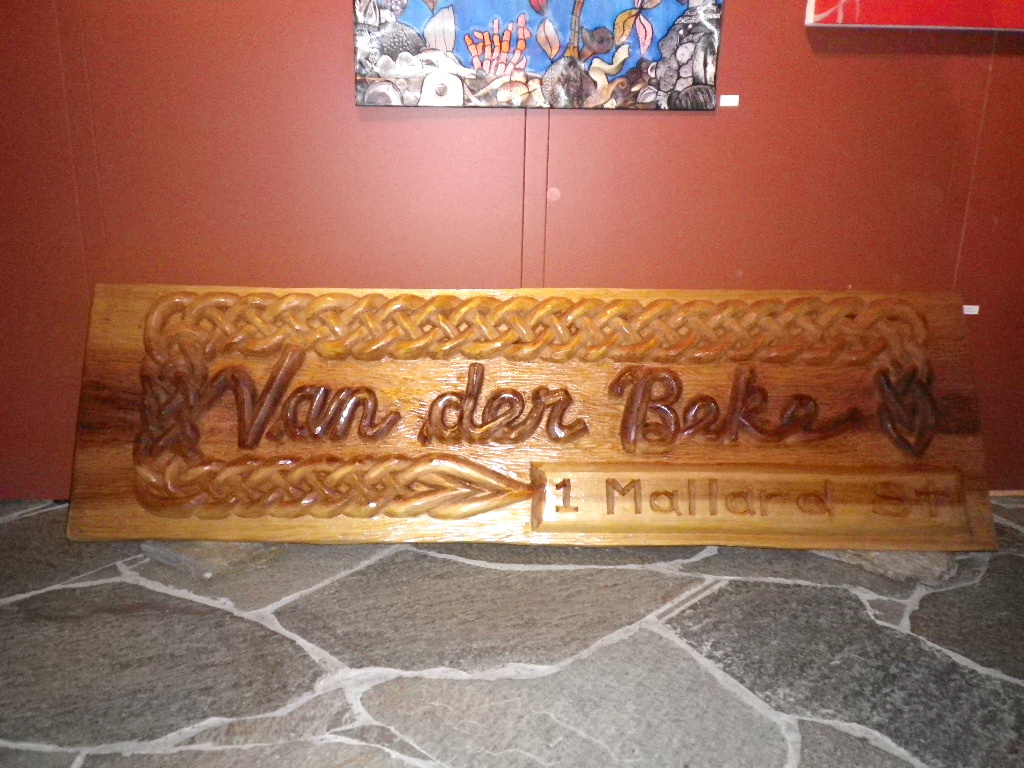 Van der Beke
1 Mallard St